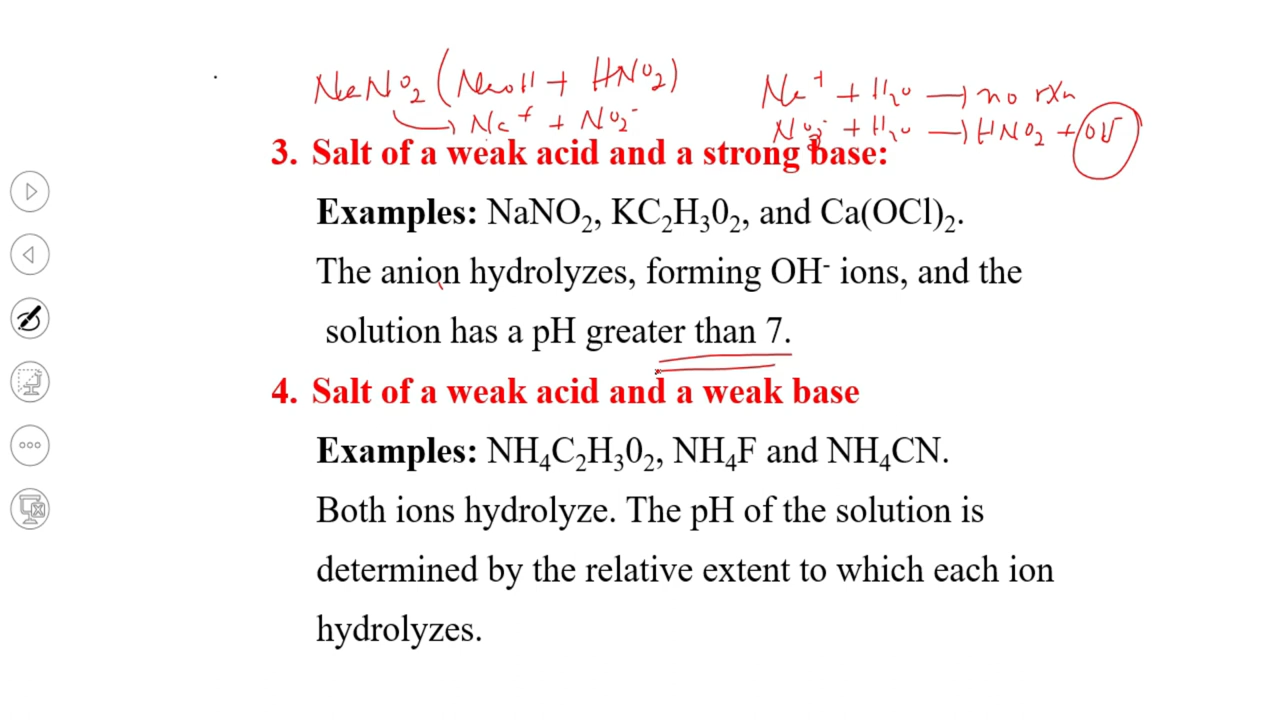 NaNO₂ (NaOH + HNO₂)
→ Na⁺ + NO₂⁻
Na⁺ + H₂O → no rxn
NO₂⁻ + H₂O → HNO₂ + OH⁻
3. Salt of a weak acid and a strong base:
Examples: NaNO₂, KC₂H₃0₂, and Ca(OCl)₂.
The anion hydrolyzes, forming OH⁻ ions, and the
solution has a pH greater than 7.
4. Salt of a weak acid and a weak base
Examples: NH₄C₂H₃0₂, NH₄F and NH₄CN.
Both ions hydrolyze. The pH of the solution is
determined by the relative extent to which each ion
hydrolyzes.